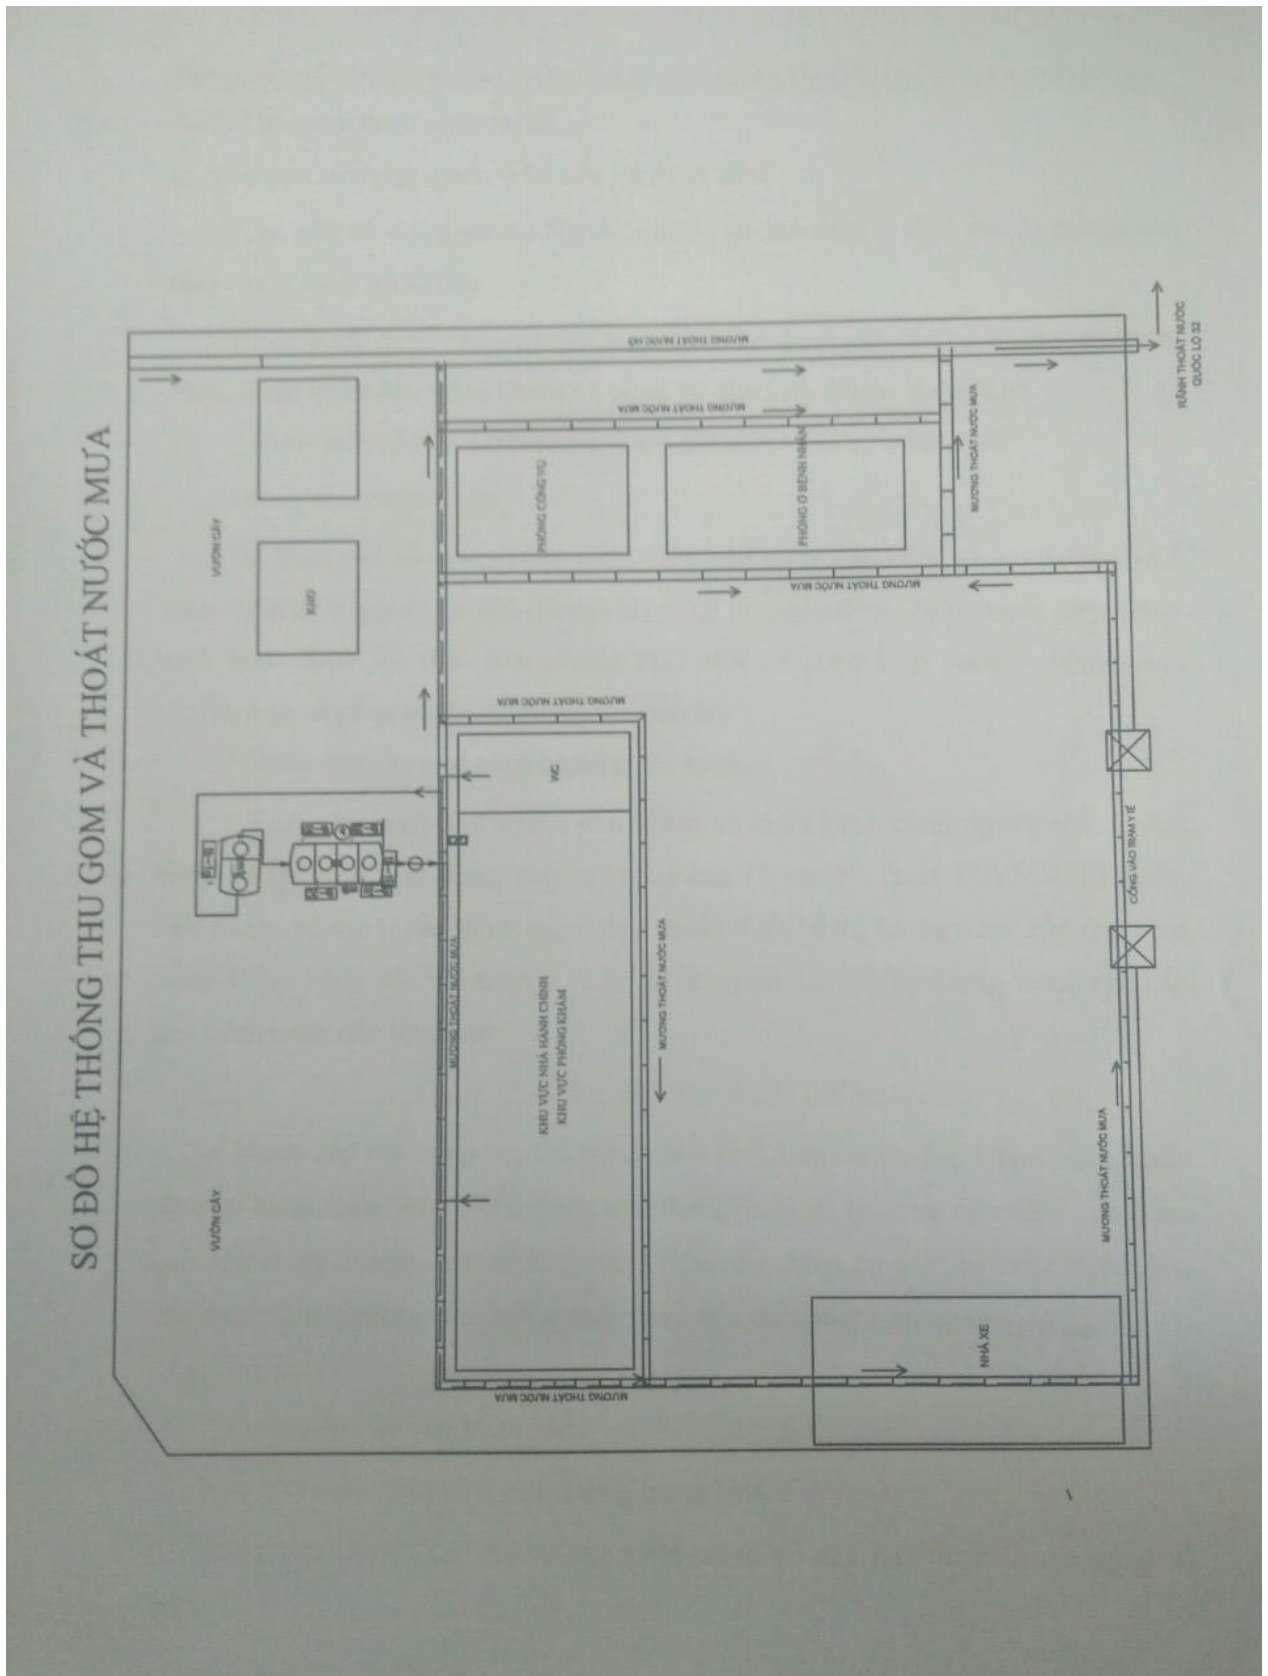 SƠ ĐỒ HỆ THỐNG THU GOM VÀ THOÁT NƯỚC MƯA
VƯỜN CÂY
VƯỜN CÂY
KHO
MƯƠNG THOÁT NƯỚC HỞ
MƯƠNG THOÁT NƯỚC MƯA
PHÒNG CÔNG VỤ
PHÒNG Ở BỆNH NHÂN
MƯƠNG THOÁT NƯỚC MƯA
MƯƠNG THOÁT NƯỚC MƯA
RÃNH THOÁT NƯỚC
QUỐC LỘ 32
MƯƠNG THOÁT NƯỚC MƯA
WC
MƯƠNG THOÁT NƯỚC MƯA
KHU VỰC NHÀ HÀNH CHÍNH
KHU VỰC PHÒNG KHÁM
MƯƠNG THOÁT NƯỚC MƯA
CỔNG VÀO TRẠM Y TẾ
MƯƠNG THOÁT NƯỚC MƯA
MƯƠNG THOÁT NƯỚC MƯA
NHÀ XE